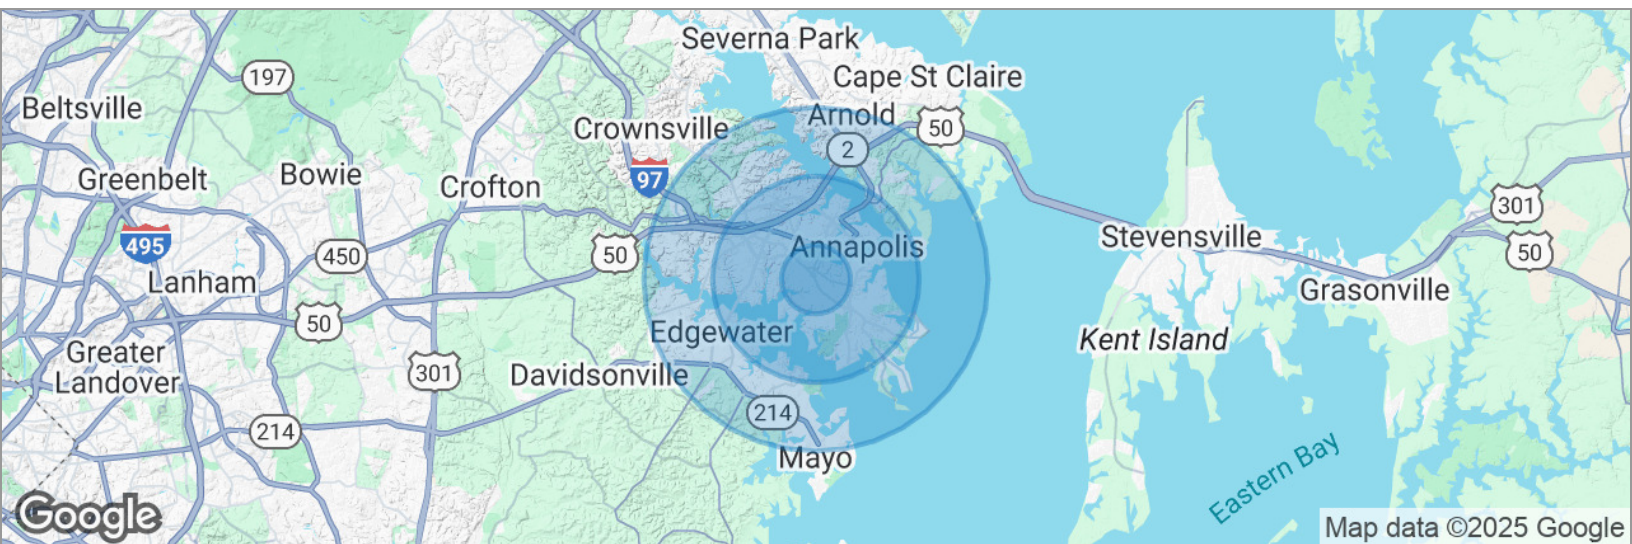 Severna Park
197
Cape St Claire
Beltsville
Arnold
Crownsville
50
2
Greenbelt
Bowie
Crofton
97
301
495
450
50
Annapolis
Stevensville
50
Lanham
Grasonville
50
Edgewater
Kent Island
Greater
Landover
301
Davidsonville
214
214
Mayo
Eastern Bay
Google
Map data ©2025 Google